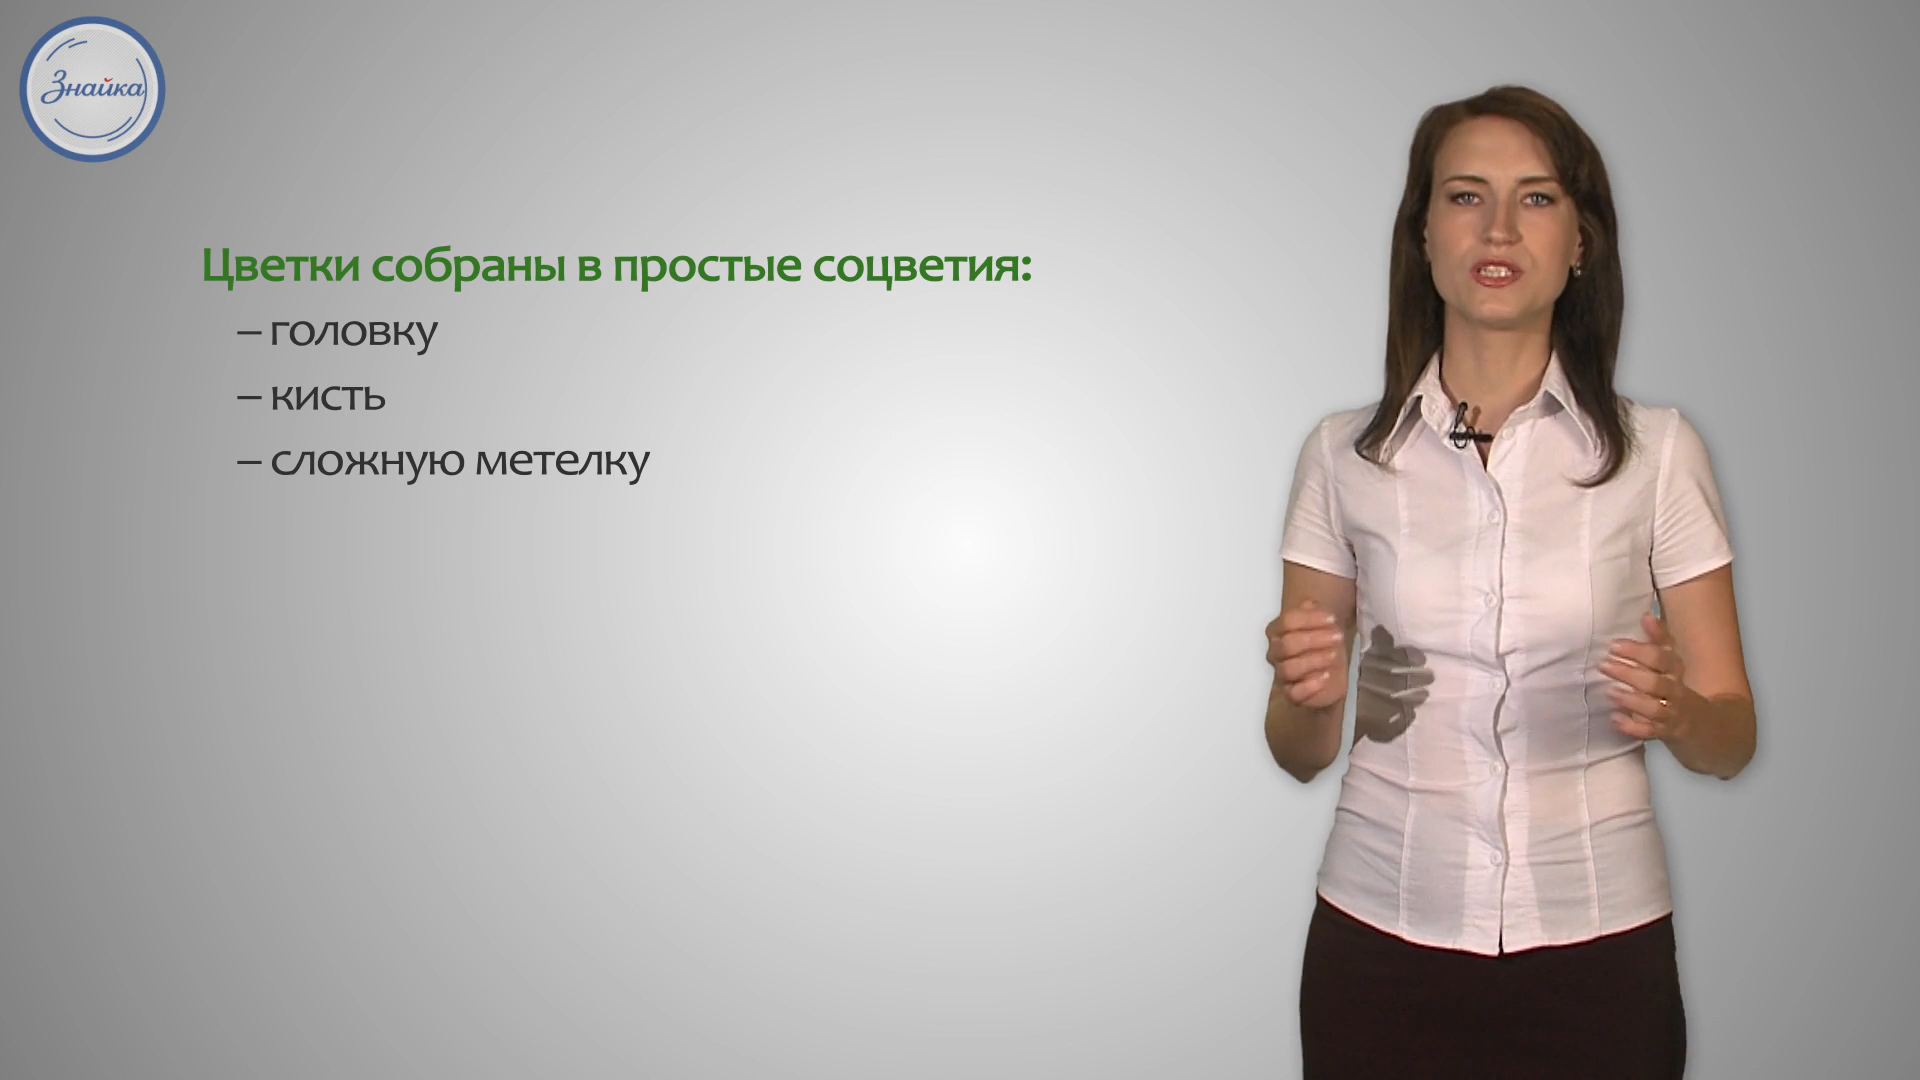 Знайка
Цветки собраны в простые соцветия:
– головку
– кисть
– сложную метелку